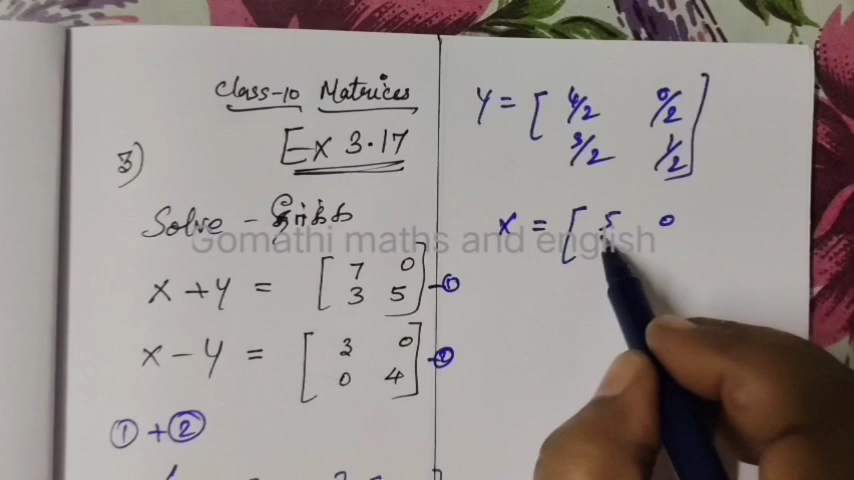 Class-10 Matrices
Ex 3.17
3)
Solve - தீர்க்க
Gomathi maths and english
x + y = [ 7 0
3 5 ] - ①
x - y = [ 3 0
0 4 ] - ②
① + ②
y = [ 4/2 0/2
3/2 1/2 ]
x = [ 5 0